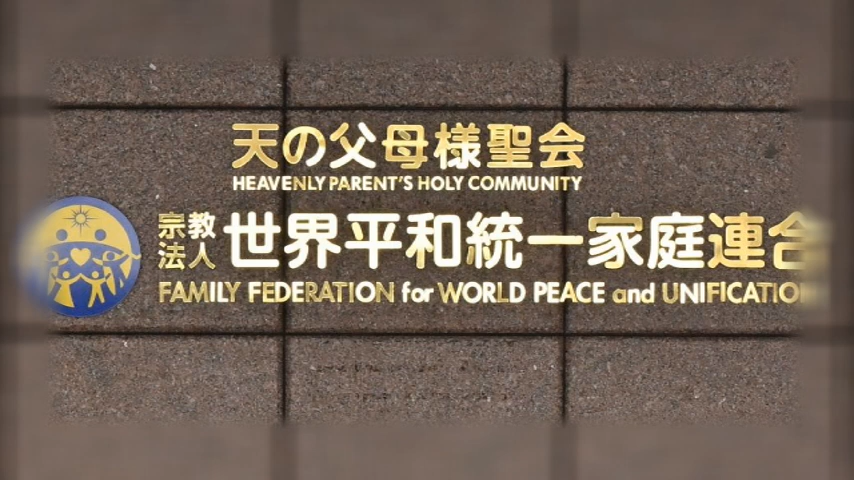 天の父母様聖会
HEAVENLY PARENT'S HOLY COMMUNITY
宗教法人 世界平和統一家庭連合
FAMILY FEDERATION for WORLD PEACE and UNIFICATIO